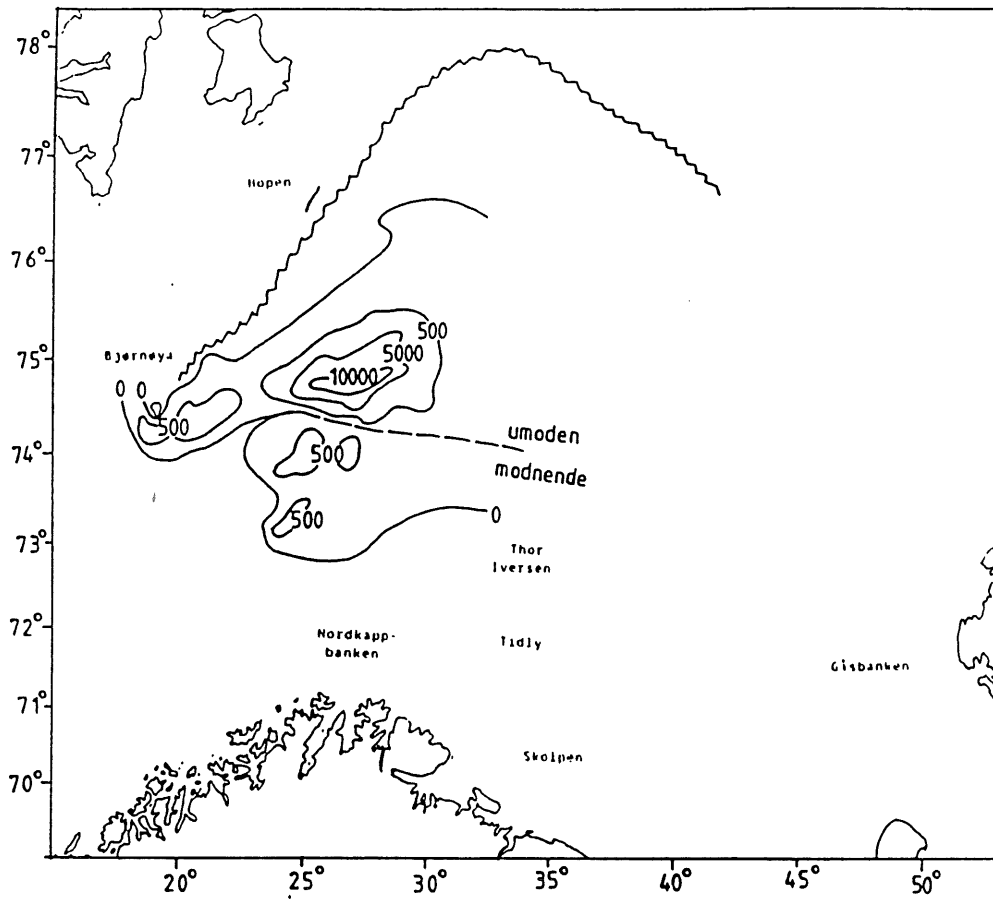 78°
77°
Hopen
76°
500
75°
Bjørnøya
5000
10000
0 0
500
umoden
74°
500
modnende
500
0
73°
Thor
Iversen
72°
Nordkapp-
banken
Tidly
Gåsbanken
71°
Skolpen
70°
20° 25° 30° 35° 40° 45° 50°